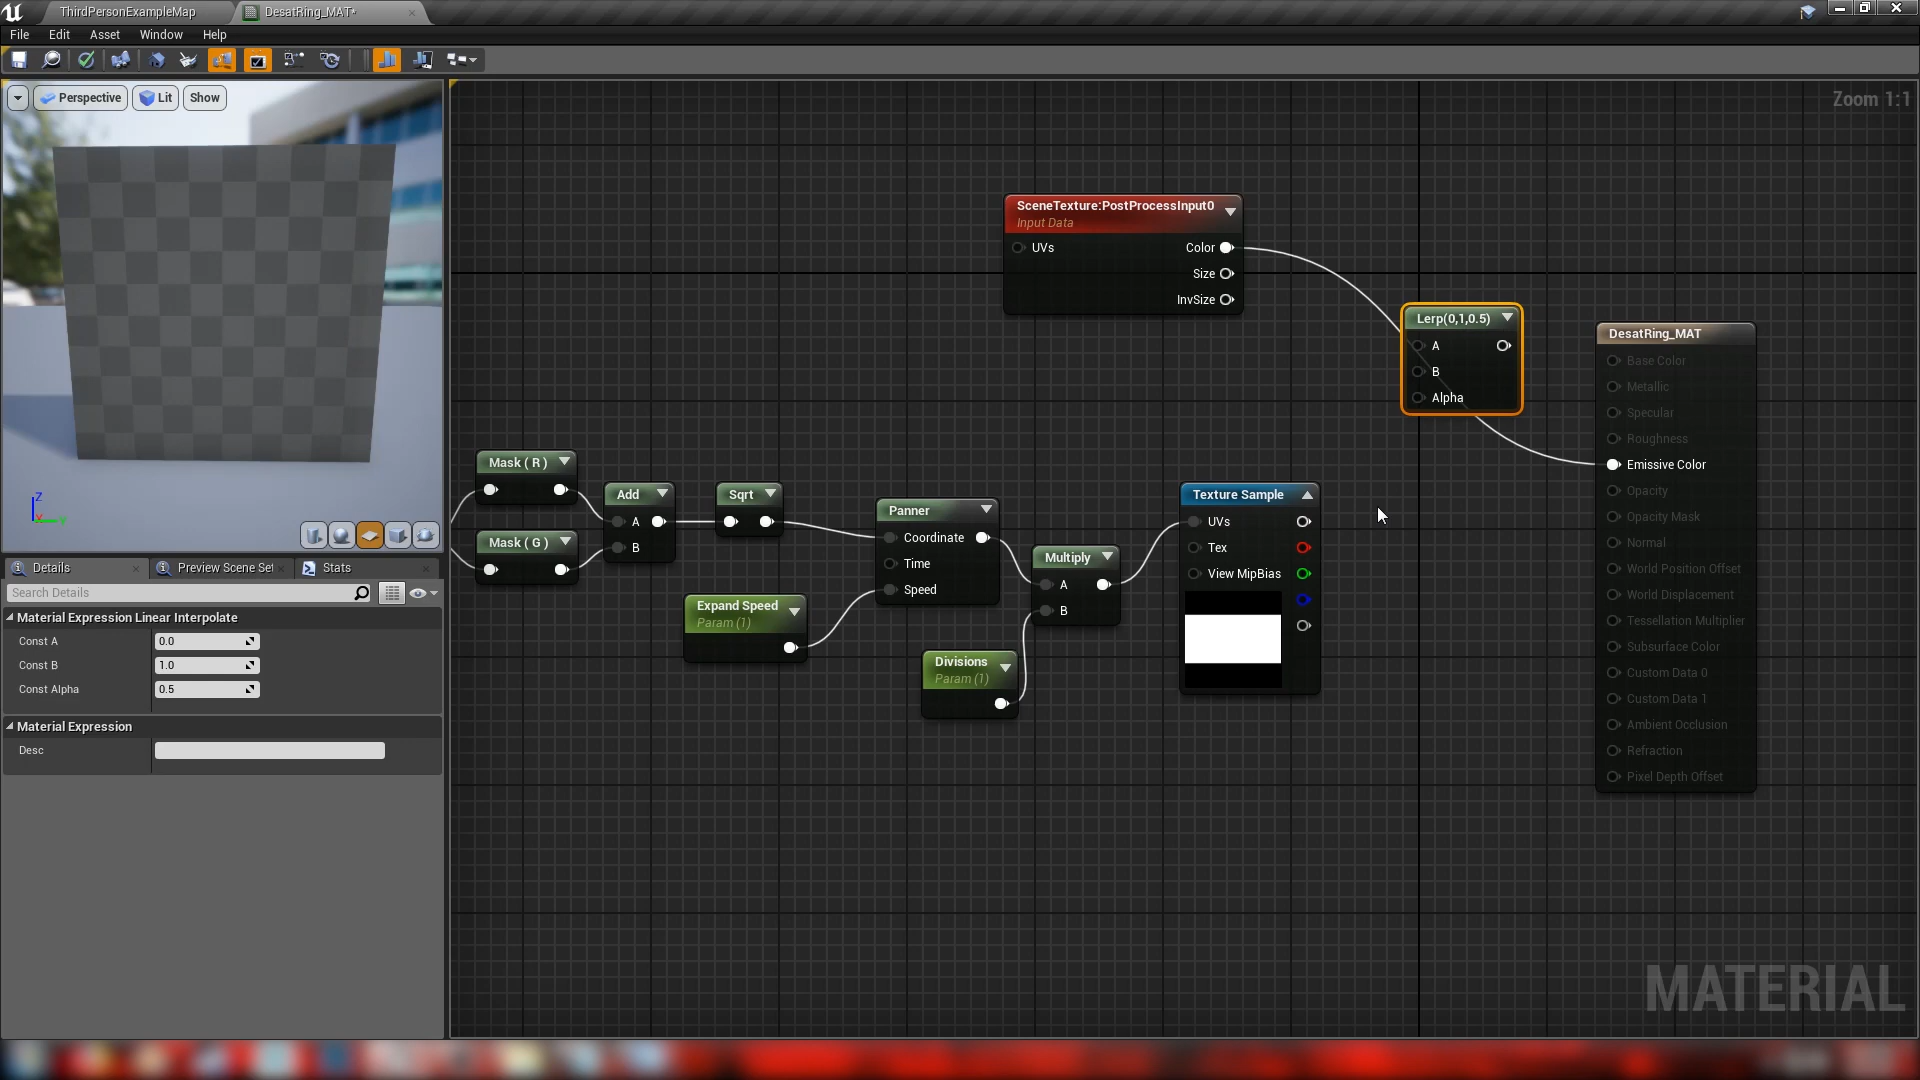 ThirdPersonExampleMap
DesatRing_MAT*
File
Edit
Asset
Window
Help
Perspective
Lit
Show
Zoom 1:1
SceneTexture:PostProcessInput0
Input Data
UVs
Color
Size
InvSize
Lerp(0,1,0.5)
A
B
Alpha
DesatRing_MAT
Base Color
Metallic
Specular
Roughness
Emissive Color
Opacity
Opacity Mask
Normal
World Position Offset
World Displacement
Tessellation Multiplier
Subsurface Color
Custom Data 0
Custom Data 1
Ambient Occlusion
Refraction
Pixel Depth Offset
Mask ( R )
Mask ( G )
Add
A
B
Sqrt
Panner
Coordinate
Time
Speed
Expand Speed
Param (1)
Multiply
A
B
Divisions
Param (1)
Texture Sample
UVs
Tex
View MipBias
Z
Details
Preview Scene Set
Stats
Search Details
Material Expression Linear Interpolate
Const A
0.0
Const B
1.0
Const Alpha
0.5
Material Expression
Desc
MATERIAL